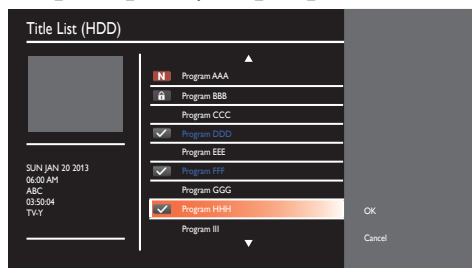 Title List (HDD)
N Program AAA
Program BBB
Program CCC
Program DDD
Program EEE
Program FFF
Program GGG
Program HHH
Program III
SUN JAN 20 2013
06:00 AM
ABC
03:50:04
TV-Y
OK
Cancel